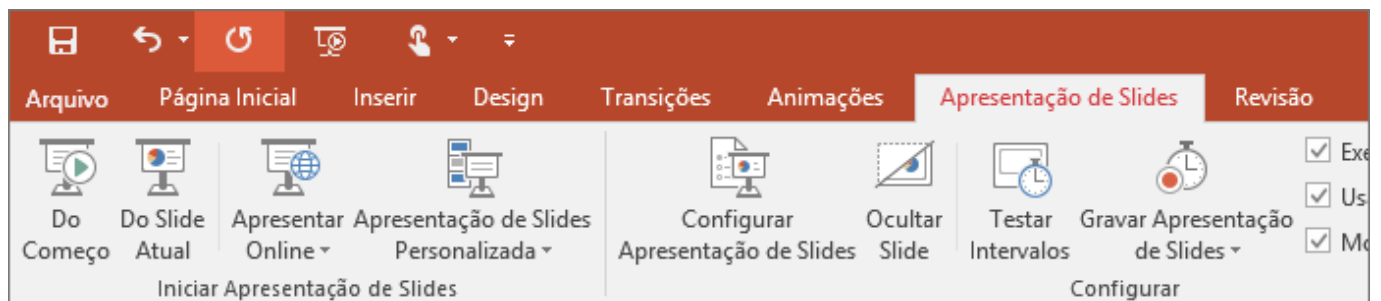 Arquivo Página Inicial Inserir Design Transições Animações Apresentação de Slides Revisão
Do Começo
Do Slide Atual
Apresentar Online
Apresentação de Slides Personalizada
Configurar Apresentação de Slides
Ocultar Slide
Testar Intervalos
Gravar Apresentação de Slides
Iniciar Apresentação de Slides
Configurar